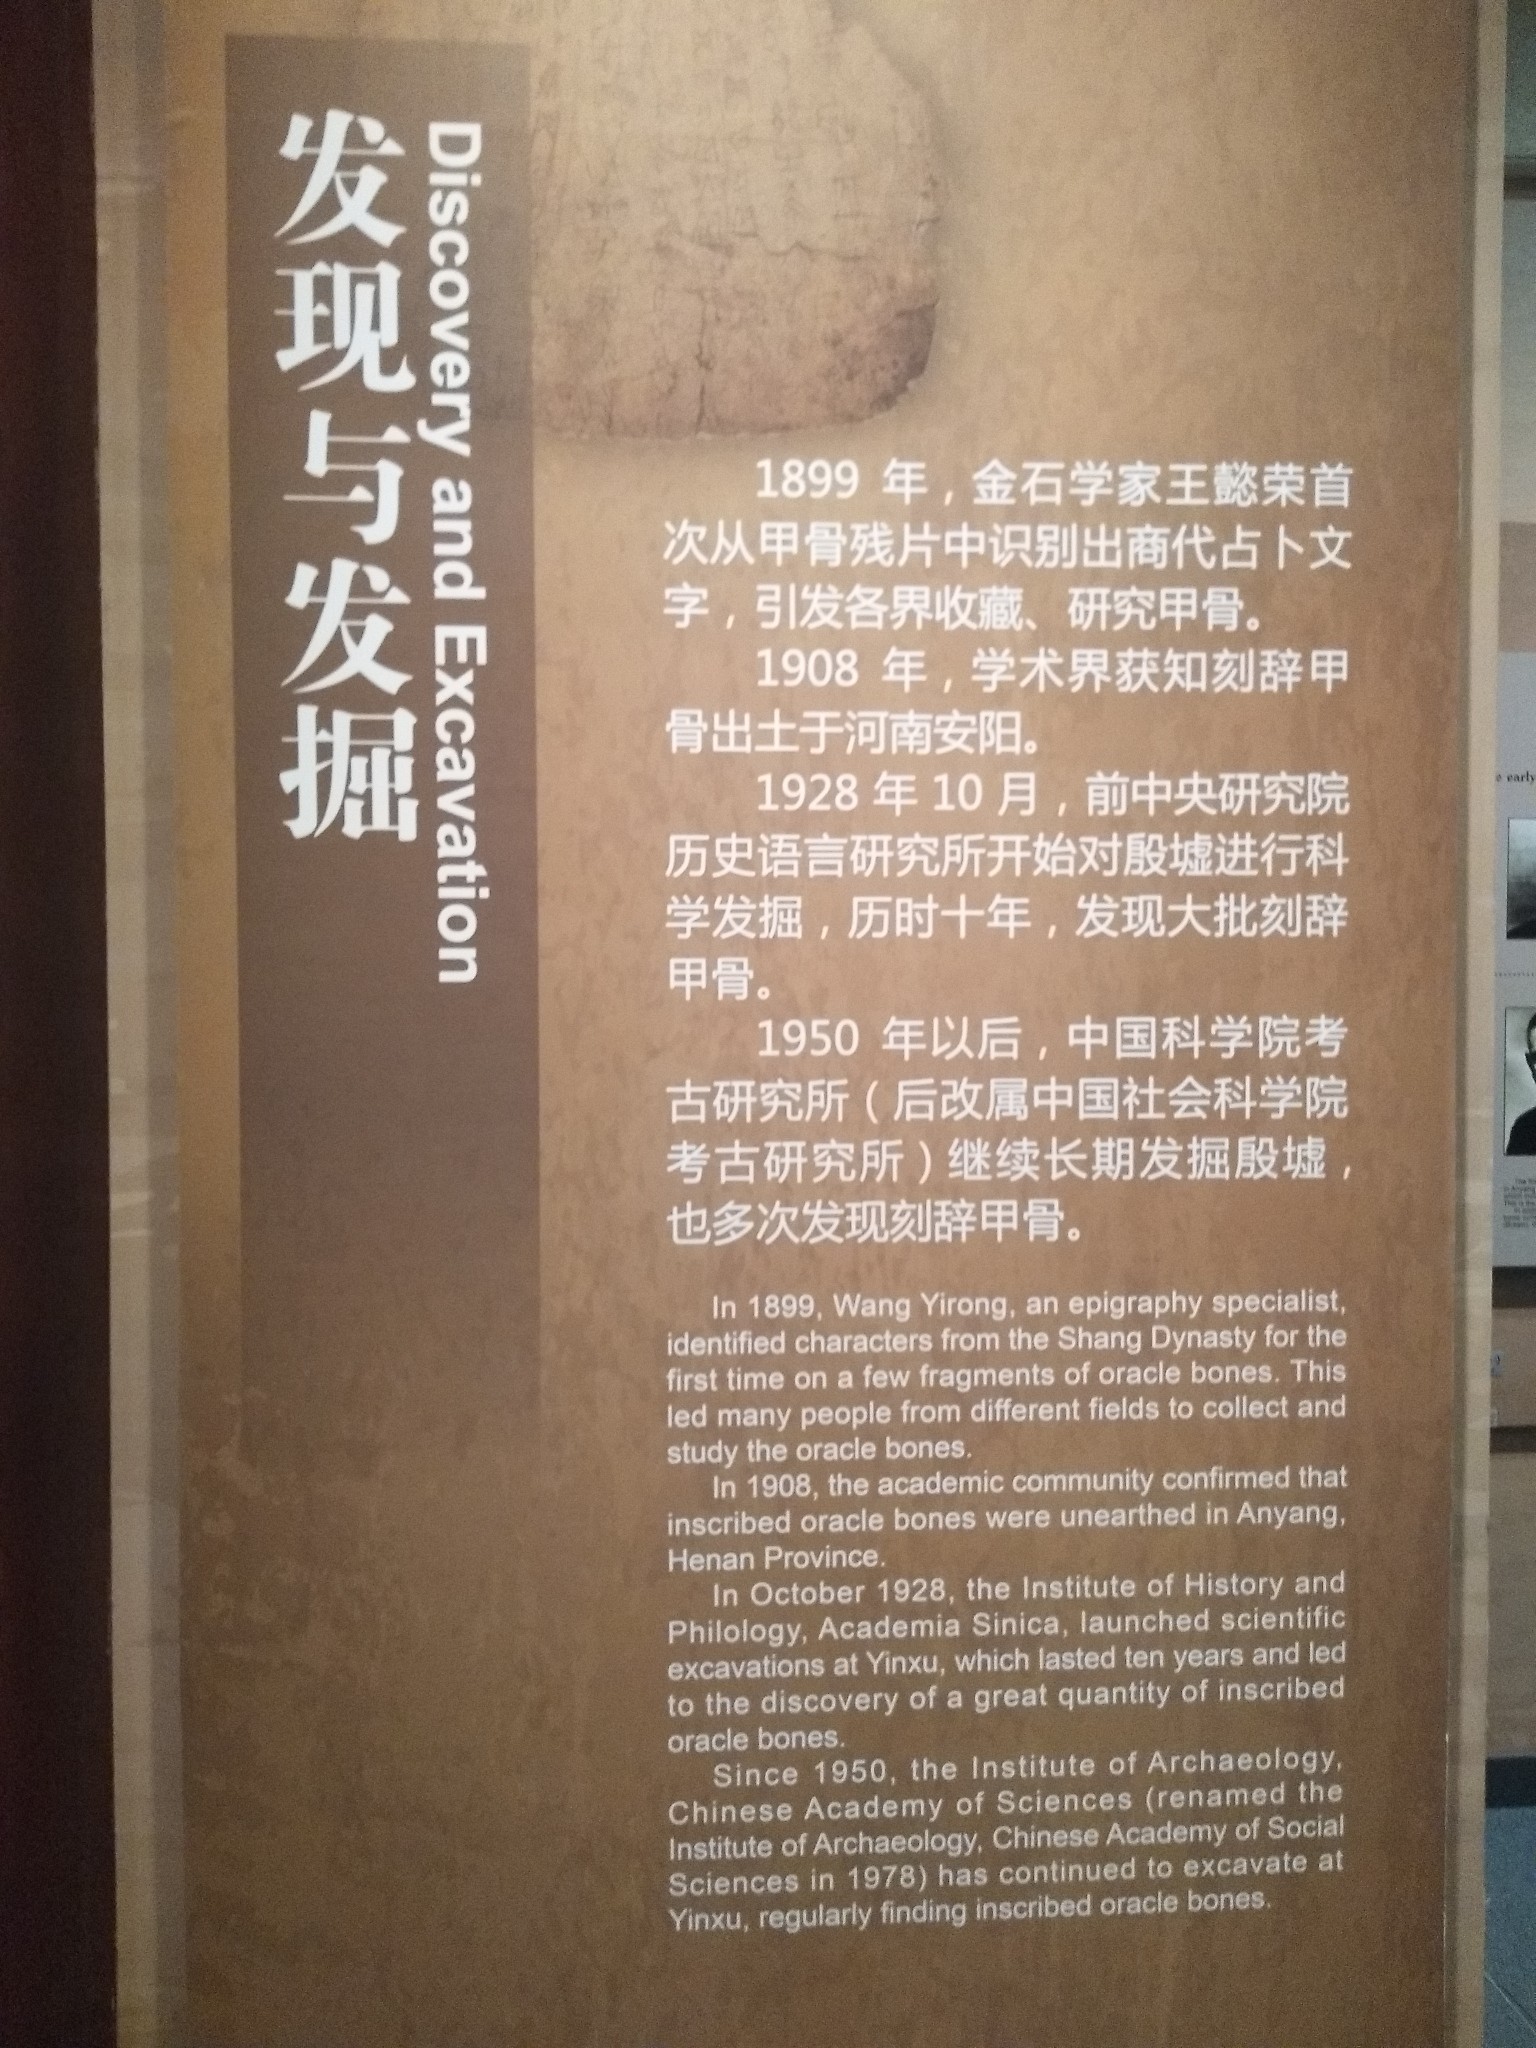 发现与发掘
Discovery and Excavation
1899 年，金石学家王懿荣首
次从甲骨残片中识别出商代占卜文
字，引发各界收藏、研究甲骨。
1908 年，学术界获知刻辞甲
骨出土于河南安阳。
1928 年 10 月，前中央研究院
历史语言研究所开始对殷墟进行科
学发掘，历时十年，发现大批刻辞
甲骨。
1950 年以后，中国科学院考
古研究所（后改属中国社会科学院
考古研究所）继续长期发掘殷墟，
也多次发现刻辞甲骨。
In 1899, Wang Yirong, an epigraphy specialist,
identified characters from the Shang Dynasty for the
first time on a few fragments of oracle bones. This
led many people from different fields to collect and
study the oracle bones.
In 1908, the academic community confirmed that
inscribed oracle bones were unearthed in Anyang,
Henan Province.
In October 1928, the Institute of History and
Philology, Academia Sinica, launched scientific
excavations at Yinxu, which lasted ten years and led
to the discovery of a great quantity of inscribed
oracle bones.
Since 1950, the Institute of Archaeology,
Chinese Academy of Sciences (renamed the
Institute of Archaeology, Chinese Academy of Social
Sciences in 1978) has continued to excavate at
Yinxu, regularly finding inscribed oracle bones.
early